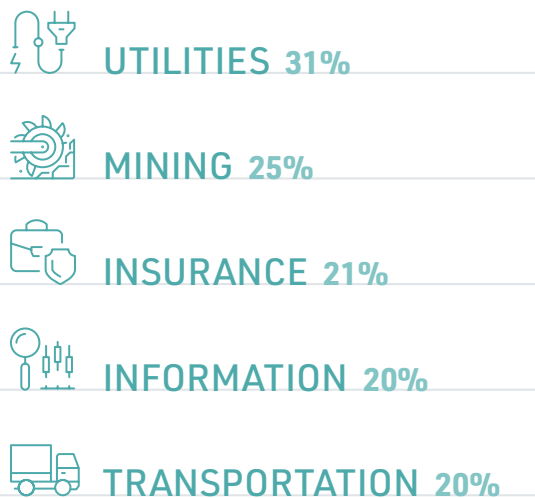 UTILITIES 31%
MINING 25%
INSURANCE 21%
INFORMATION 20%
TRANSPORTATION 20%